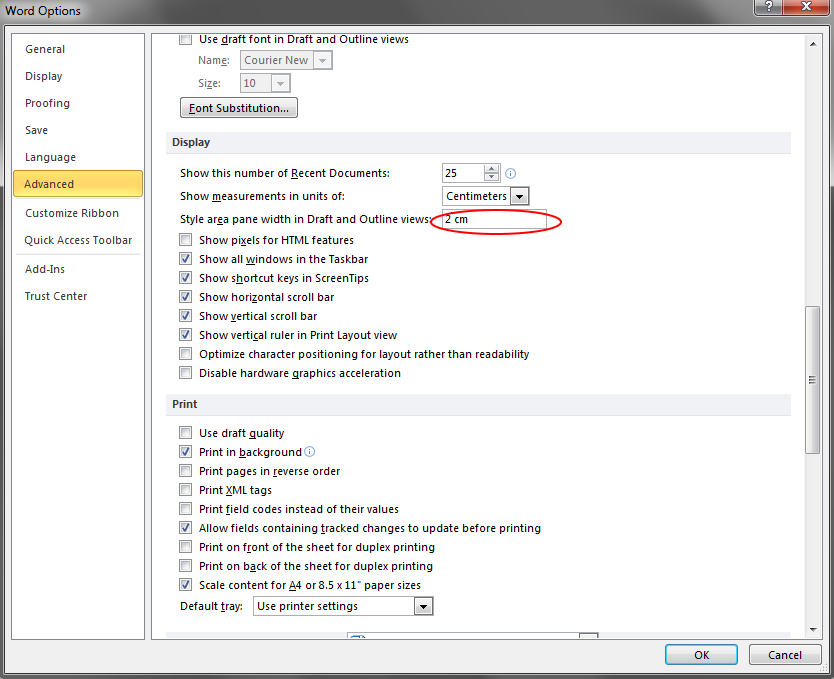 Word Options
?
General
Display
Proofing
Save
Language
Advanced
Customize Ribbon
Quick Access Toolbar
Add-Ins
Trust Center
Use draft font in Draft and Outline views
Name: Courier New
Size: 10
Font Substitution...
Display
Show this number of Recent Documents: 25
Show measurements in units of: Centimeters
Style area pane width in Draft and Outline views: 2 cm
Show pixels for HTML features
Show all windows in the Taskbar
Show shortcut keys in ScreenTips
Show horizontal scroll bar
Show vertical scroll bar
Show vertical ruler in Print Layout view
Optimize character positioning for layout rather than readability
Disable hardware graphics acceleration
Print
Use draft quality
Print in background
Print pages in reverse order
Print XML tags
Print field codes instead of their values
Allow fields containing tracked changes to update before printing
Print on front of the sheet for duplex printing
Print on back of the sheet for duplex printing
Scale content for A4 or 8.5 x 11" paper sizes
Default tray: Use printer settings
OK Cancel